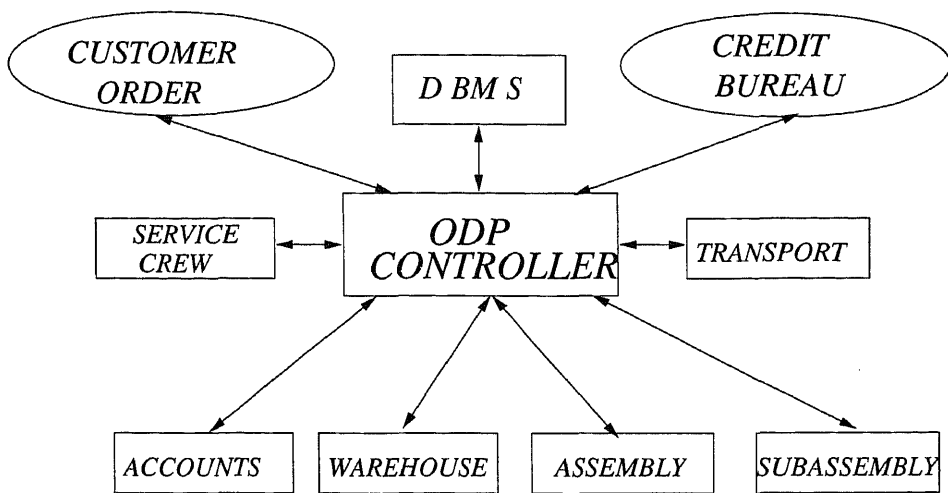 CUSTOMER
ORDER
D BM S
CREDIT
BUREAU
SERVICE
CREW
ODP
CONTROLLER
TRANSPORT
ACCOUNTS
WAREHOUSE
ASSEMBLY
SUBASSEMBLY